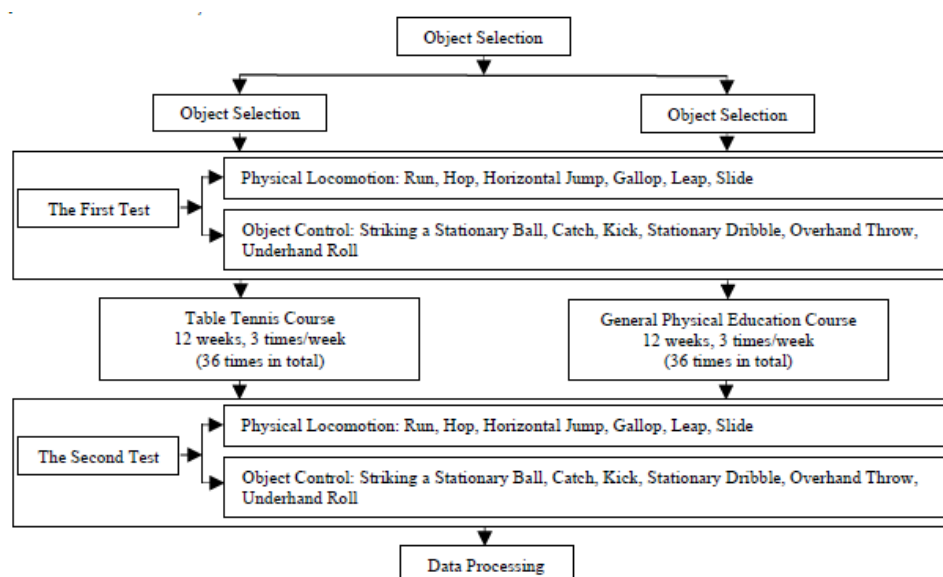 Object Selection
Object Selection
Object Selection
Physical Locomotion: Run, Hop, Horizontal Jump, Gallop, Leap, Slide
The First Test
Object Control: Striking a Stationary Ball, Catch, Kick, Stationary Dribble, Overhand Throw,
Underhand Roll
Table Tennis Course
12 weeks, 3 times/week
(36 times in total)
General Physical Education Course
12 weeks, 3 times/week
(36 times in total)
Physical Locomotion: Run, Hop, Horizontal Jump, Gallop, Leap, Slide
The Second Test
Object Control: Striking a Stationary Ball, Catch, Kick, Stationary Dribble, Overhand Throw,
Underhand Roll
Data Processing